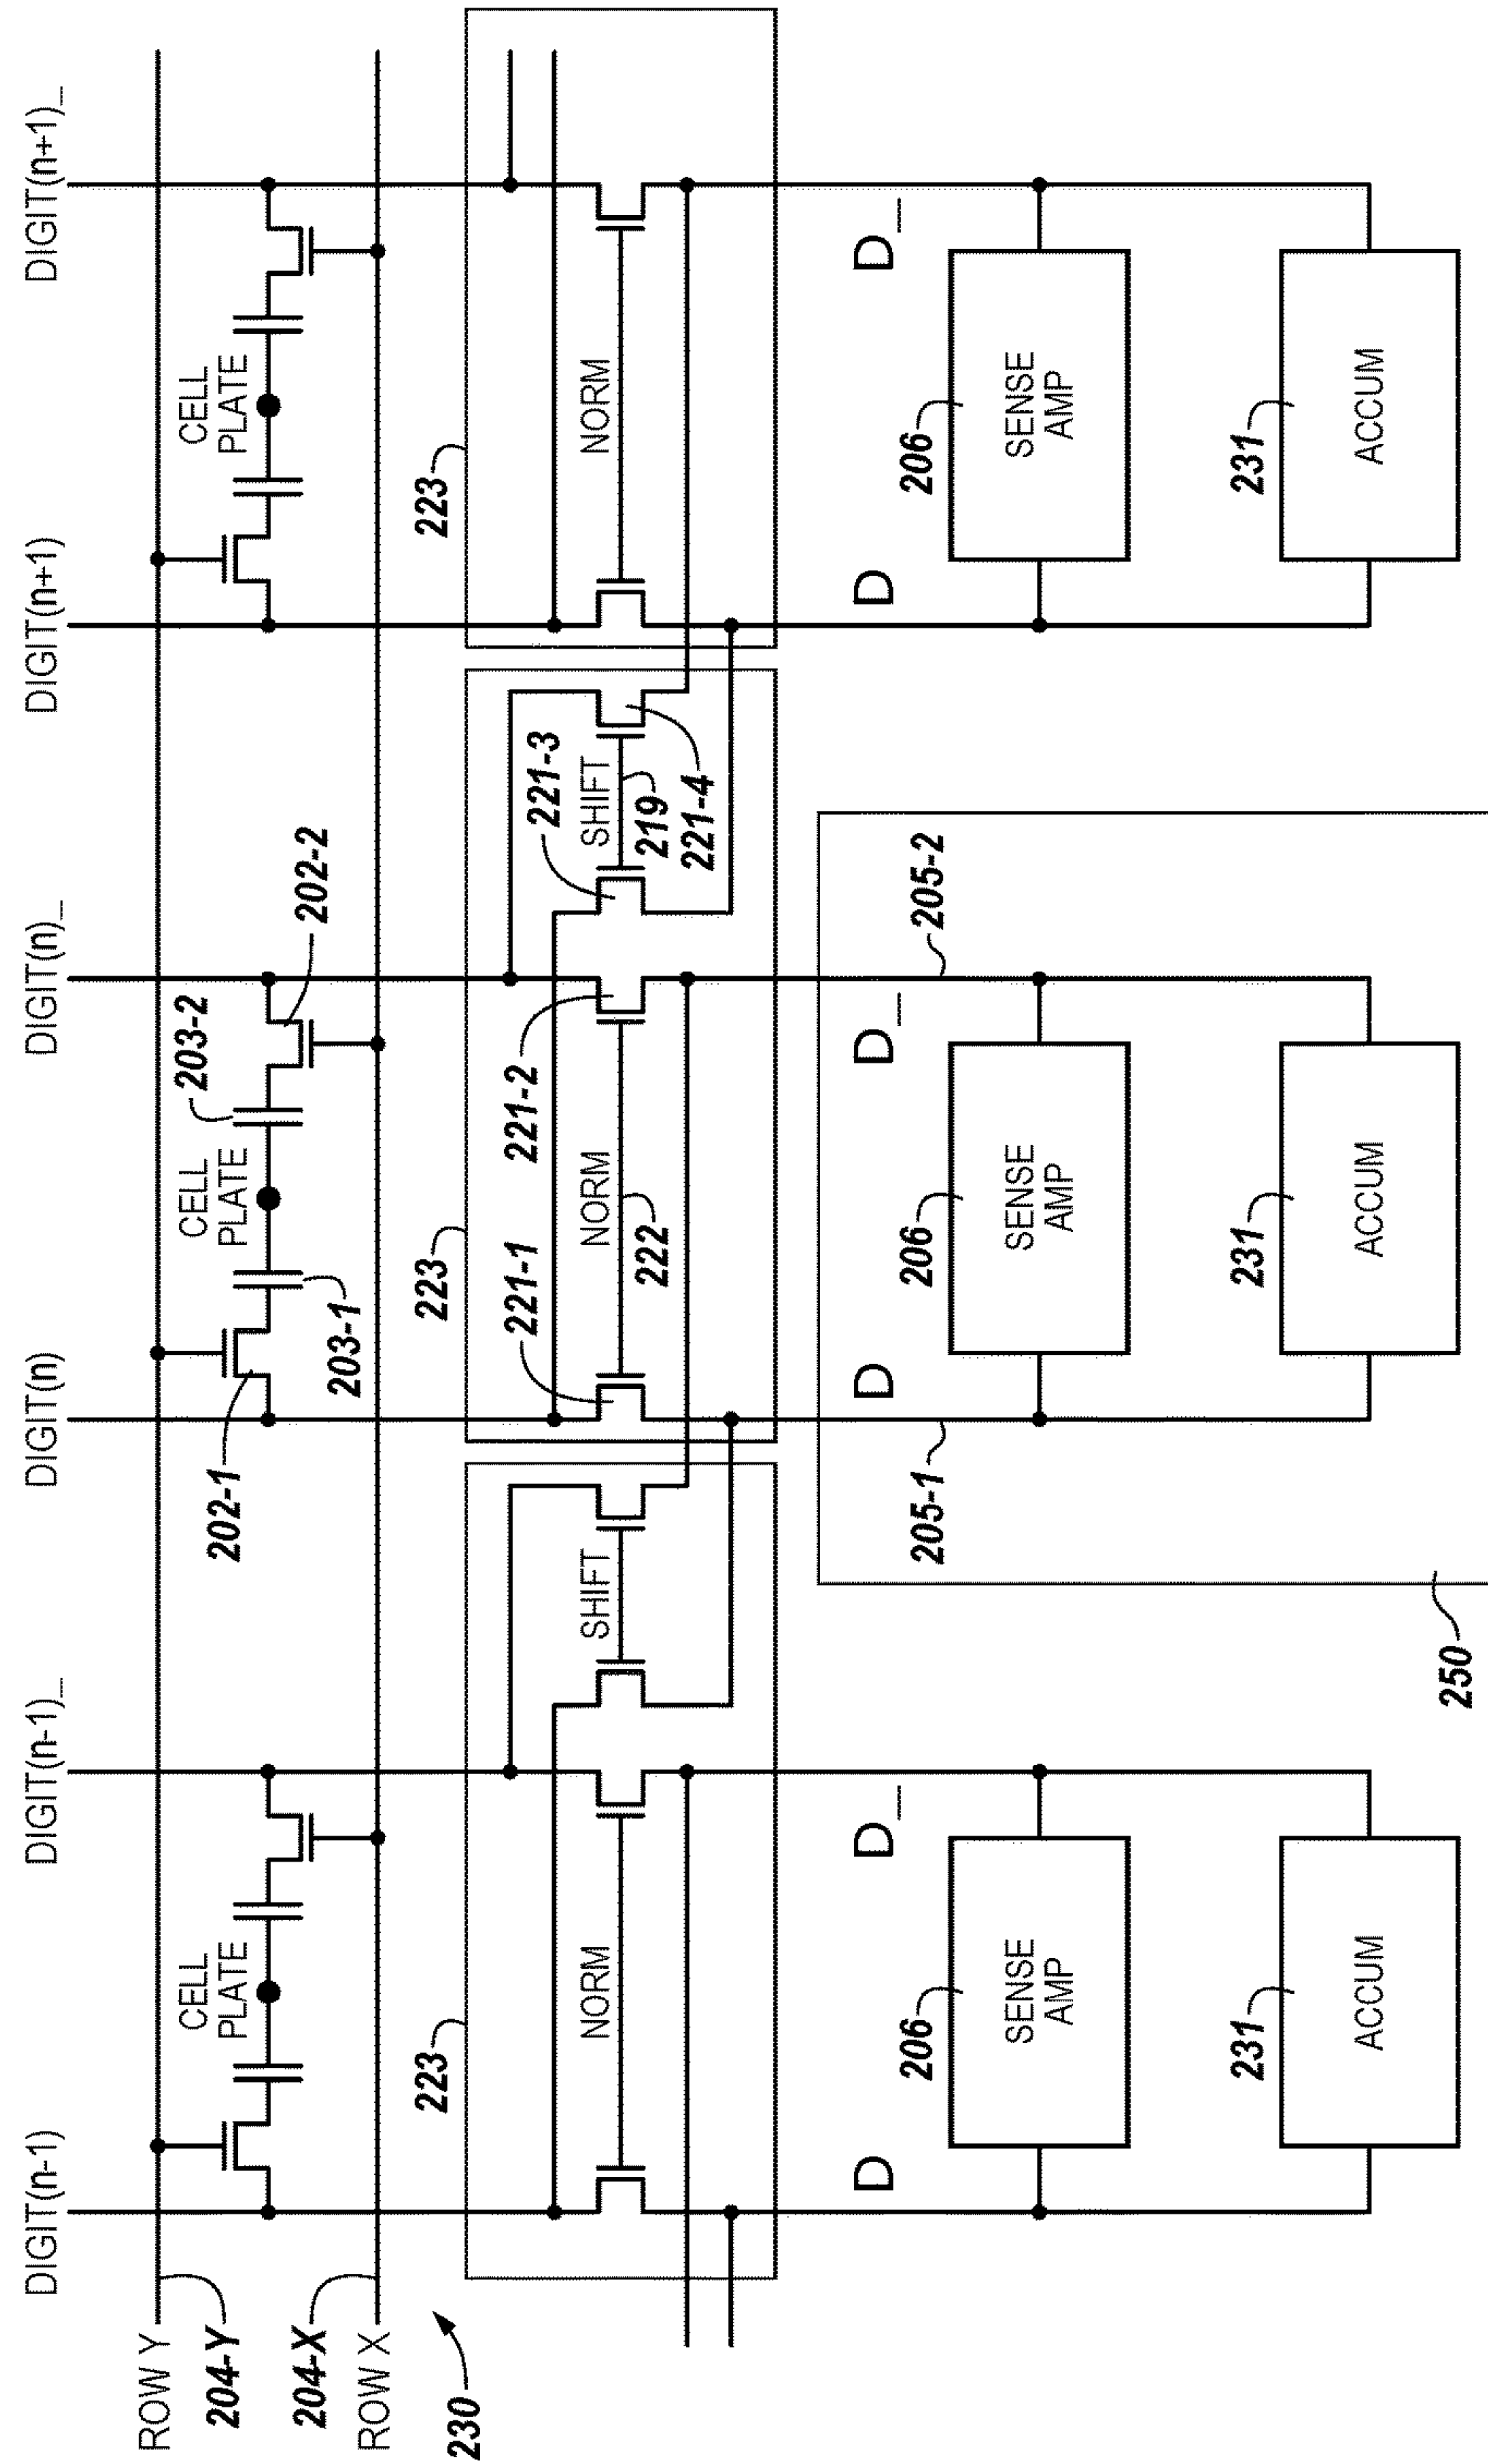 DIGIT(n-1)
DIGIT(n-1)_
DIGIT(n)
DIGIT(n)_
DIGIT(n+1)
DIGIT(n+1)_
ROW Y
204-Y
204-X
ROW X
230
CELL
PLATE
202-1
203-1
CELL
PLATE
203-2
202-2
CELL
PLATE
223
223
223
NORM
SHIFT
221-1
NORM
222
221-2
221-3
SHIFT
219
221-4
NORM
D
D_
205-1
D
D_
205-2
D
D_
206
SENSE
AMP
206
SENSE
AMP
206
SENSE
AMP
231
ACCUM
231
ACCUM
231
ACCUM
250